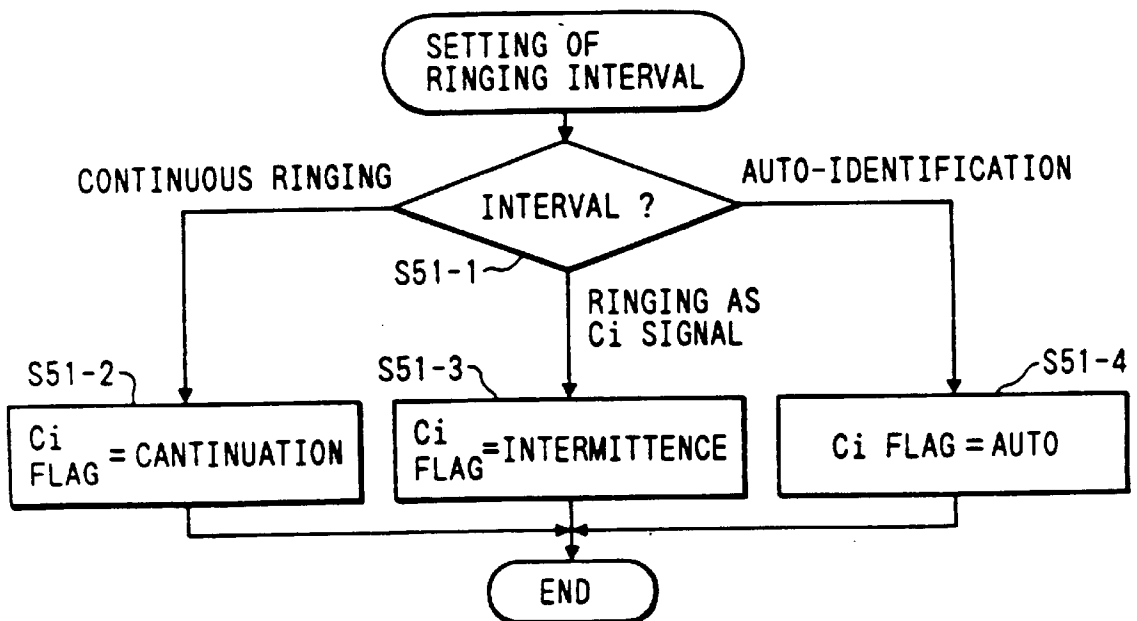 SETTING OF
RINGING INTERVAL
CONTINUOUS RINGING
INTERVAL ?
AUTO-IDENTIFICATION
S51-1
RINGING AS
Ci SIGNAL
S51-2
Ci
FLAG = CANTINUATION
S51-3
Ci
FLAG = INTERMITTENCE
S51-4
Ci FLAG = AUTO
END